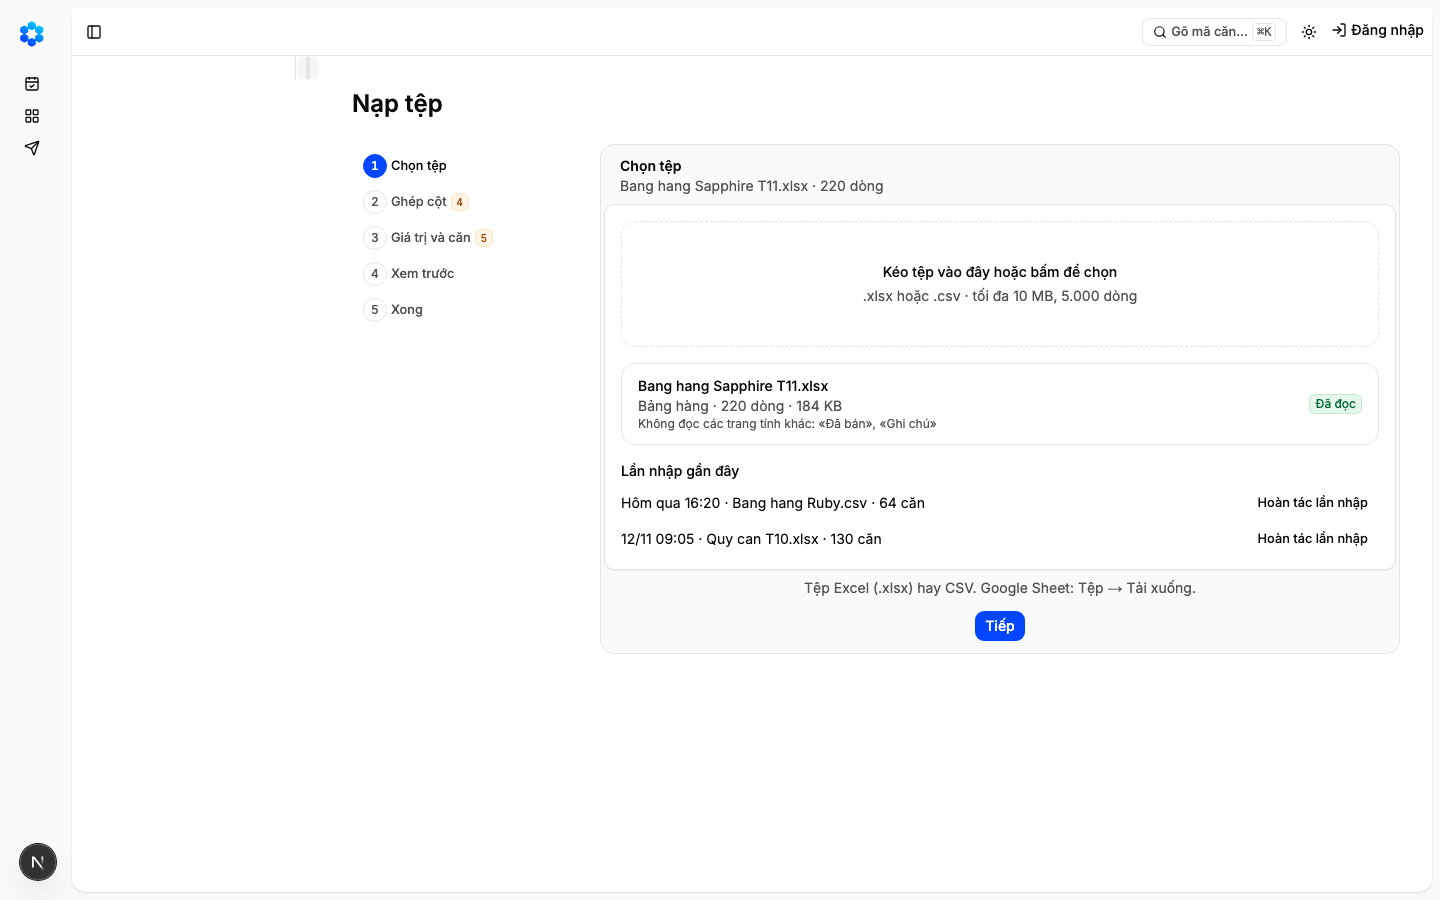 Gõ mã căn... ⌘K
Đăng nhập
Nạp tệp
1 Chọn tệp
2 Ghép cột 4
3 Giá trị và căn 5
4 Xem trước
5 Xong
Chọn tệp
Bang hang Sapphire T11.xlsx · 220 dòng
Kéo tệp vào đây hoặc bấm để chọn
.xlsx hoặc .csv · tối đa 10 MB, 5.000 dòng
Bang hang Sapphire T11.xlsx
Bảng hàng · 220 dòng · 184 KB
Không đọc các trang tính khác: «Đã bán», «Ghi chú»
Đã đọc
Lần nhập gần đây
Hôm qua 16:20 · Bang hang Ruby.csv · 64 căn
Hoàn tác lần nhập
12/11 09:05 · Quy can T10.xlsx · 130 căn
Hoàn tác lần nhập
Tệp Excel (.xlsx) hay CSV. Google Sheet: Tệp → Tải xuống.
Tiếp
N